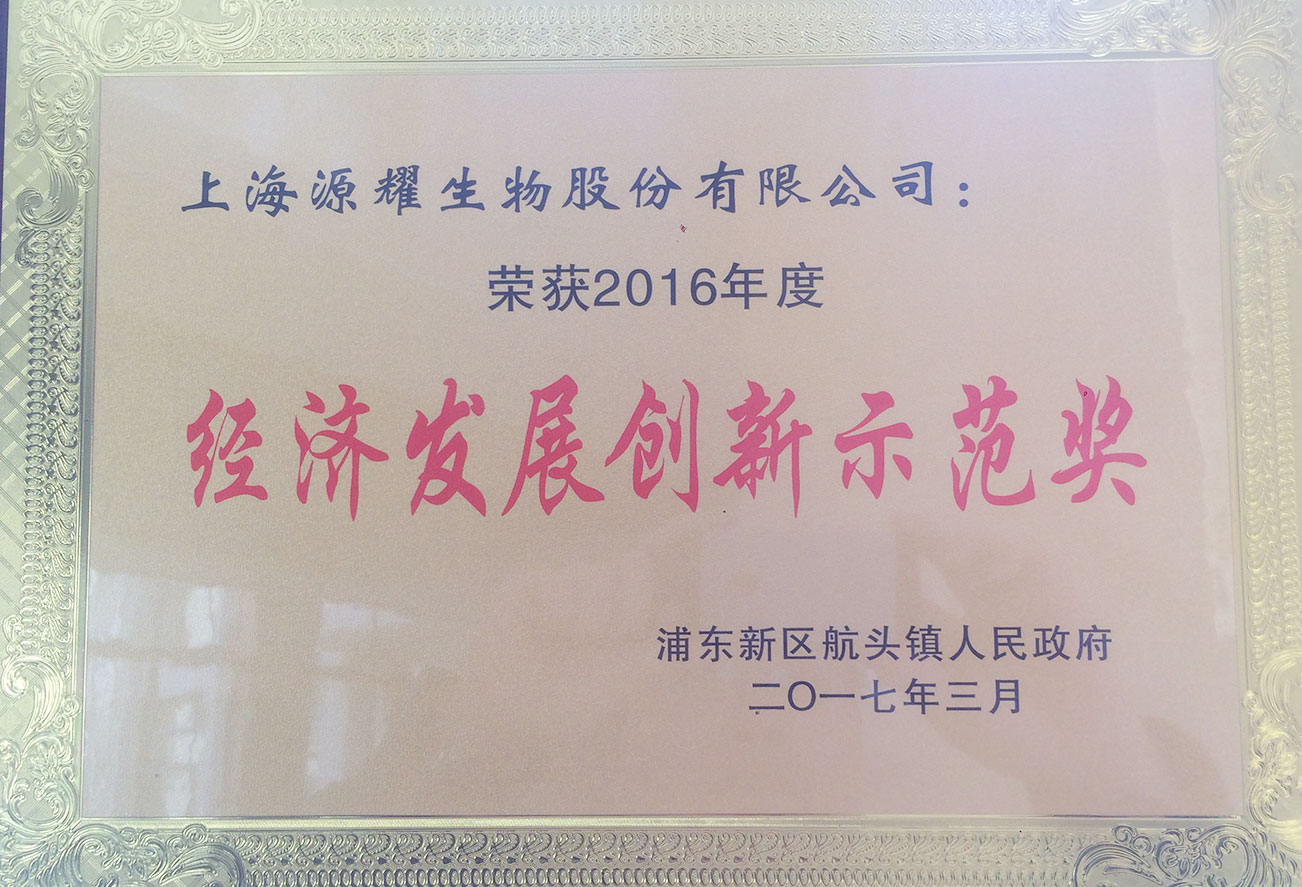 上海源耀生物股份有限公司：
荣获2016年度
经济发展创新示范奖
浦东新区航头镇人民政府
二〇一七年三月